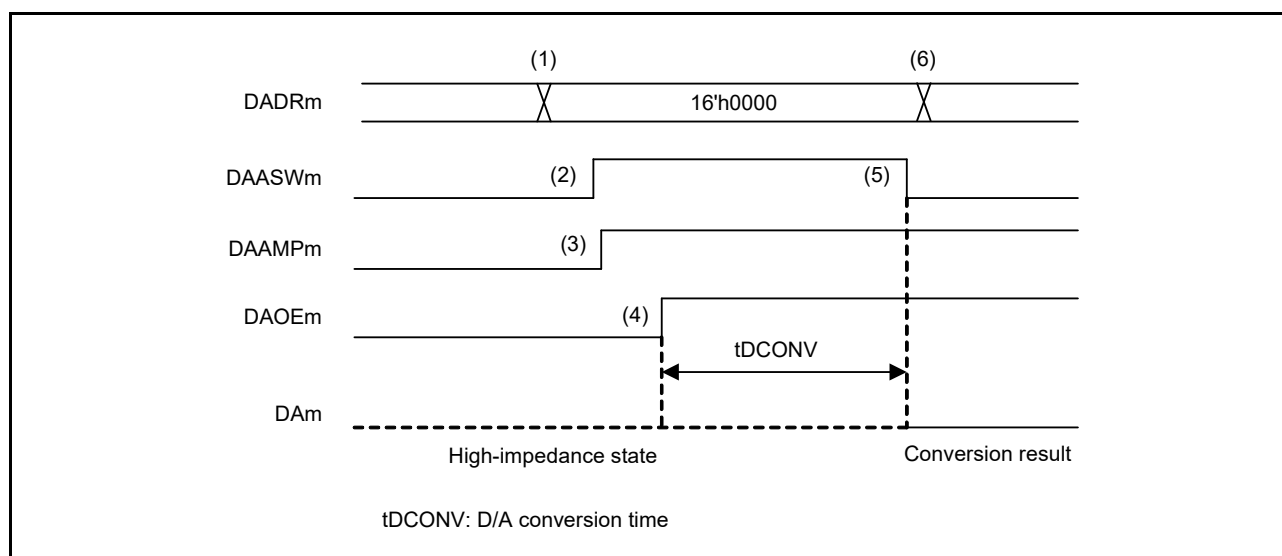 (1) (6)
DADRm 16'h0000
DAASWm (2) (5)
DAAMPm (3)
DAOEm (4)
tDCONV
DAm
High-impedance state Conversion result
tDCONV: D/A conversion time